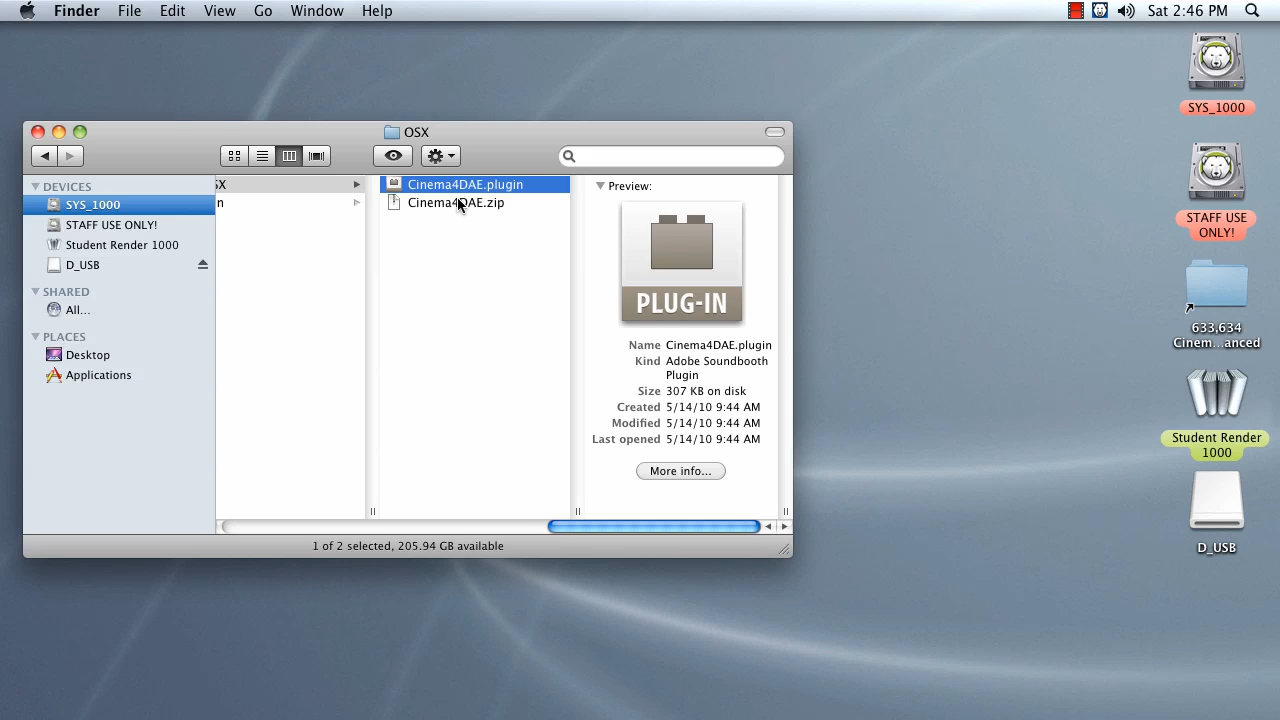 Finder File Edit View Go Window Help Sat 2:46 PM
OSX
DEVICES
SYS_1000
STAFF USE ONLY!
Student Render 1000
D_USB
SHARED
All...
PLACES
Desktop
Applications
SX
n
Cinema4DAE.plugin
Cinema4DAE.zip
Preview:
PLUG-IN
Name Cinema4DAE.plugin
Kind Adobe Soundbooth
Plugin
Size 307 KB on disk
Created 5/14/10 9:44 AM
Modified 5/14/10 9:44 AM
Last opened 5/14/10 9:44 AM
More info...
1 of 2 selected, 205.94 GB available
SYS_1000
STAFF USE
ONLY!
633,634
Cinem...anced
Student Render
1000
D_USB